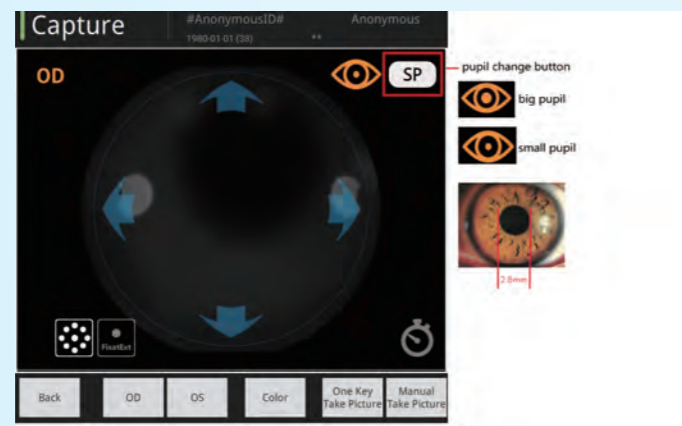 Capture
#AnonymousID#
Anonymous
1980-01-01 (38)
**
OD
SP
pupil change button
big pupil
small pupil
2.8mm
FixatExt
Back
OD
OS
Color
One Key
Take Picture
Manual
Take Picture